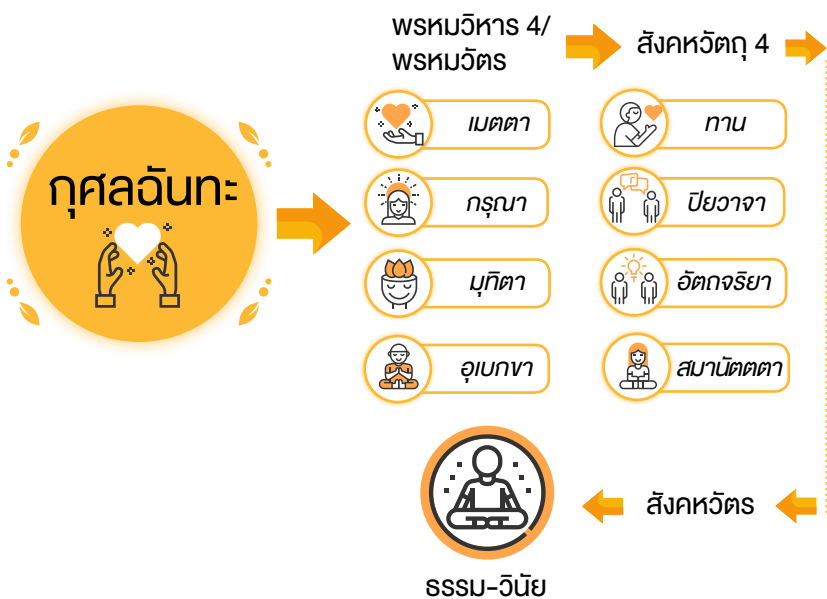 กุศลฉันทะ
พรหมวิหาร 4/
พรหมวัตร
เมตตา
กรุณา
มุทิตา
อุเบกขา
สังคหวัตถุ 4
ทาน
ปิยวาจา
อัตถจริยา
สมานัตตตา
สังคหวัตร
ธรรม-วินัย